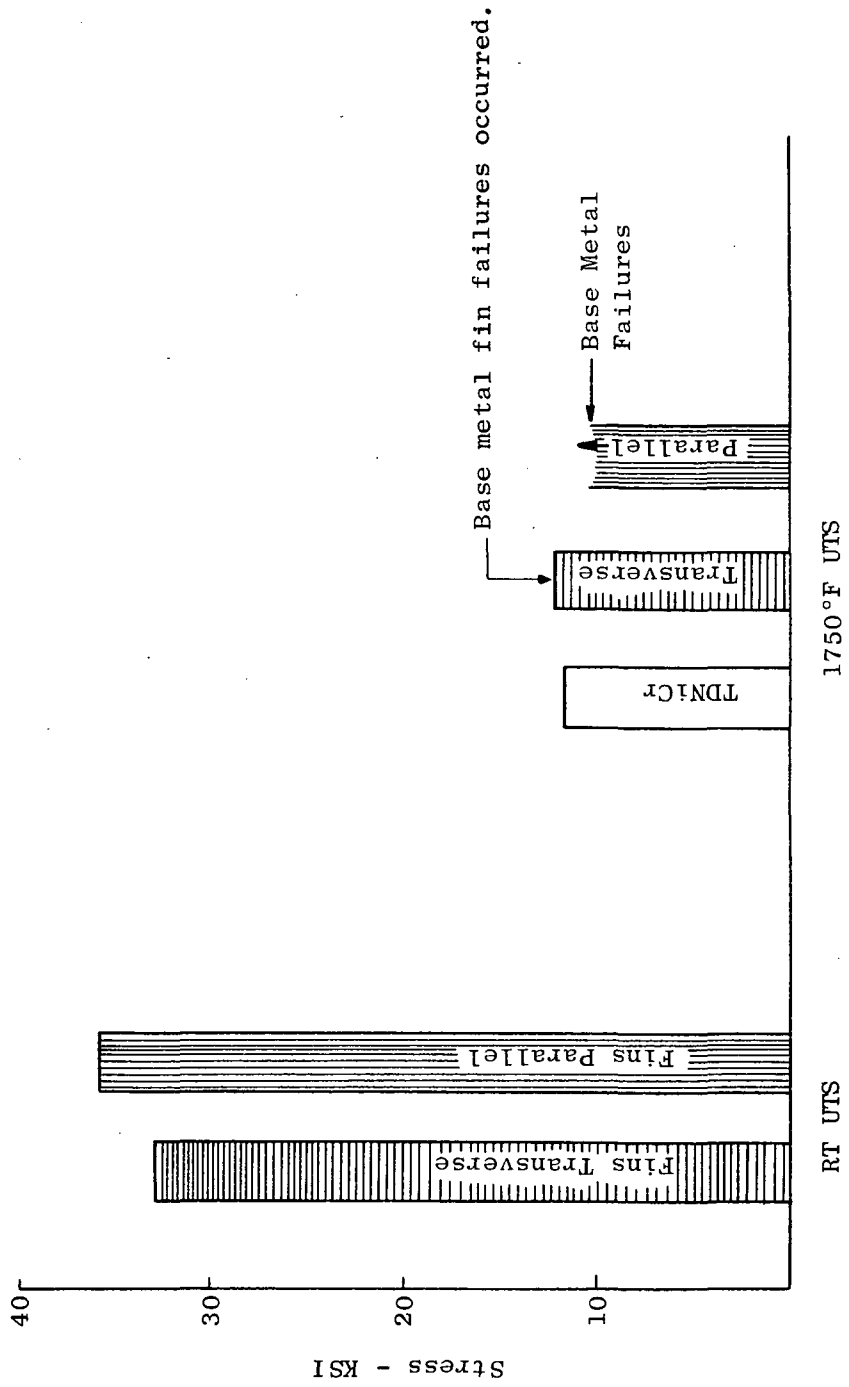 Stress - KSI
40
30
20
10
Fins Transverse
Fins Parallel
RT UTS
TDNiCr
Transverse
Parallel
1750°F UTS
Base metal fin failures occurred.
Base Metal
Failures